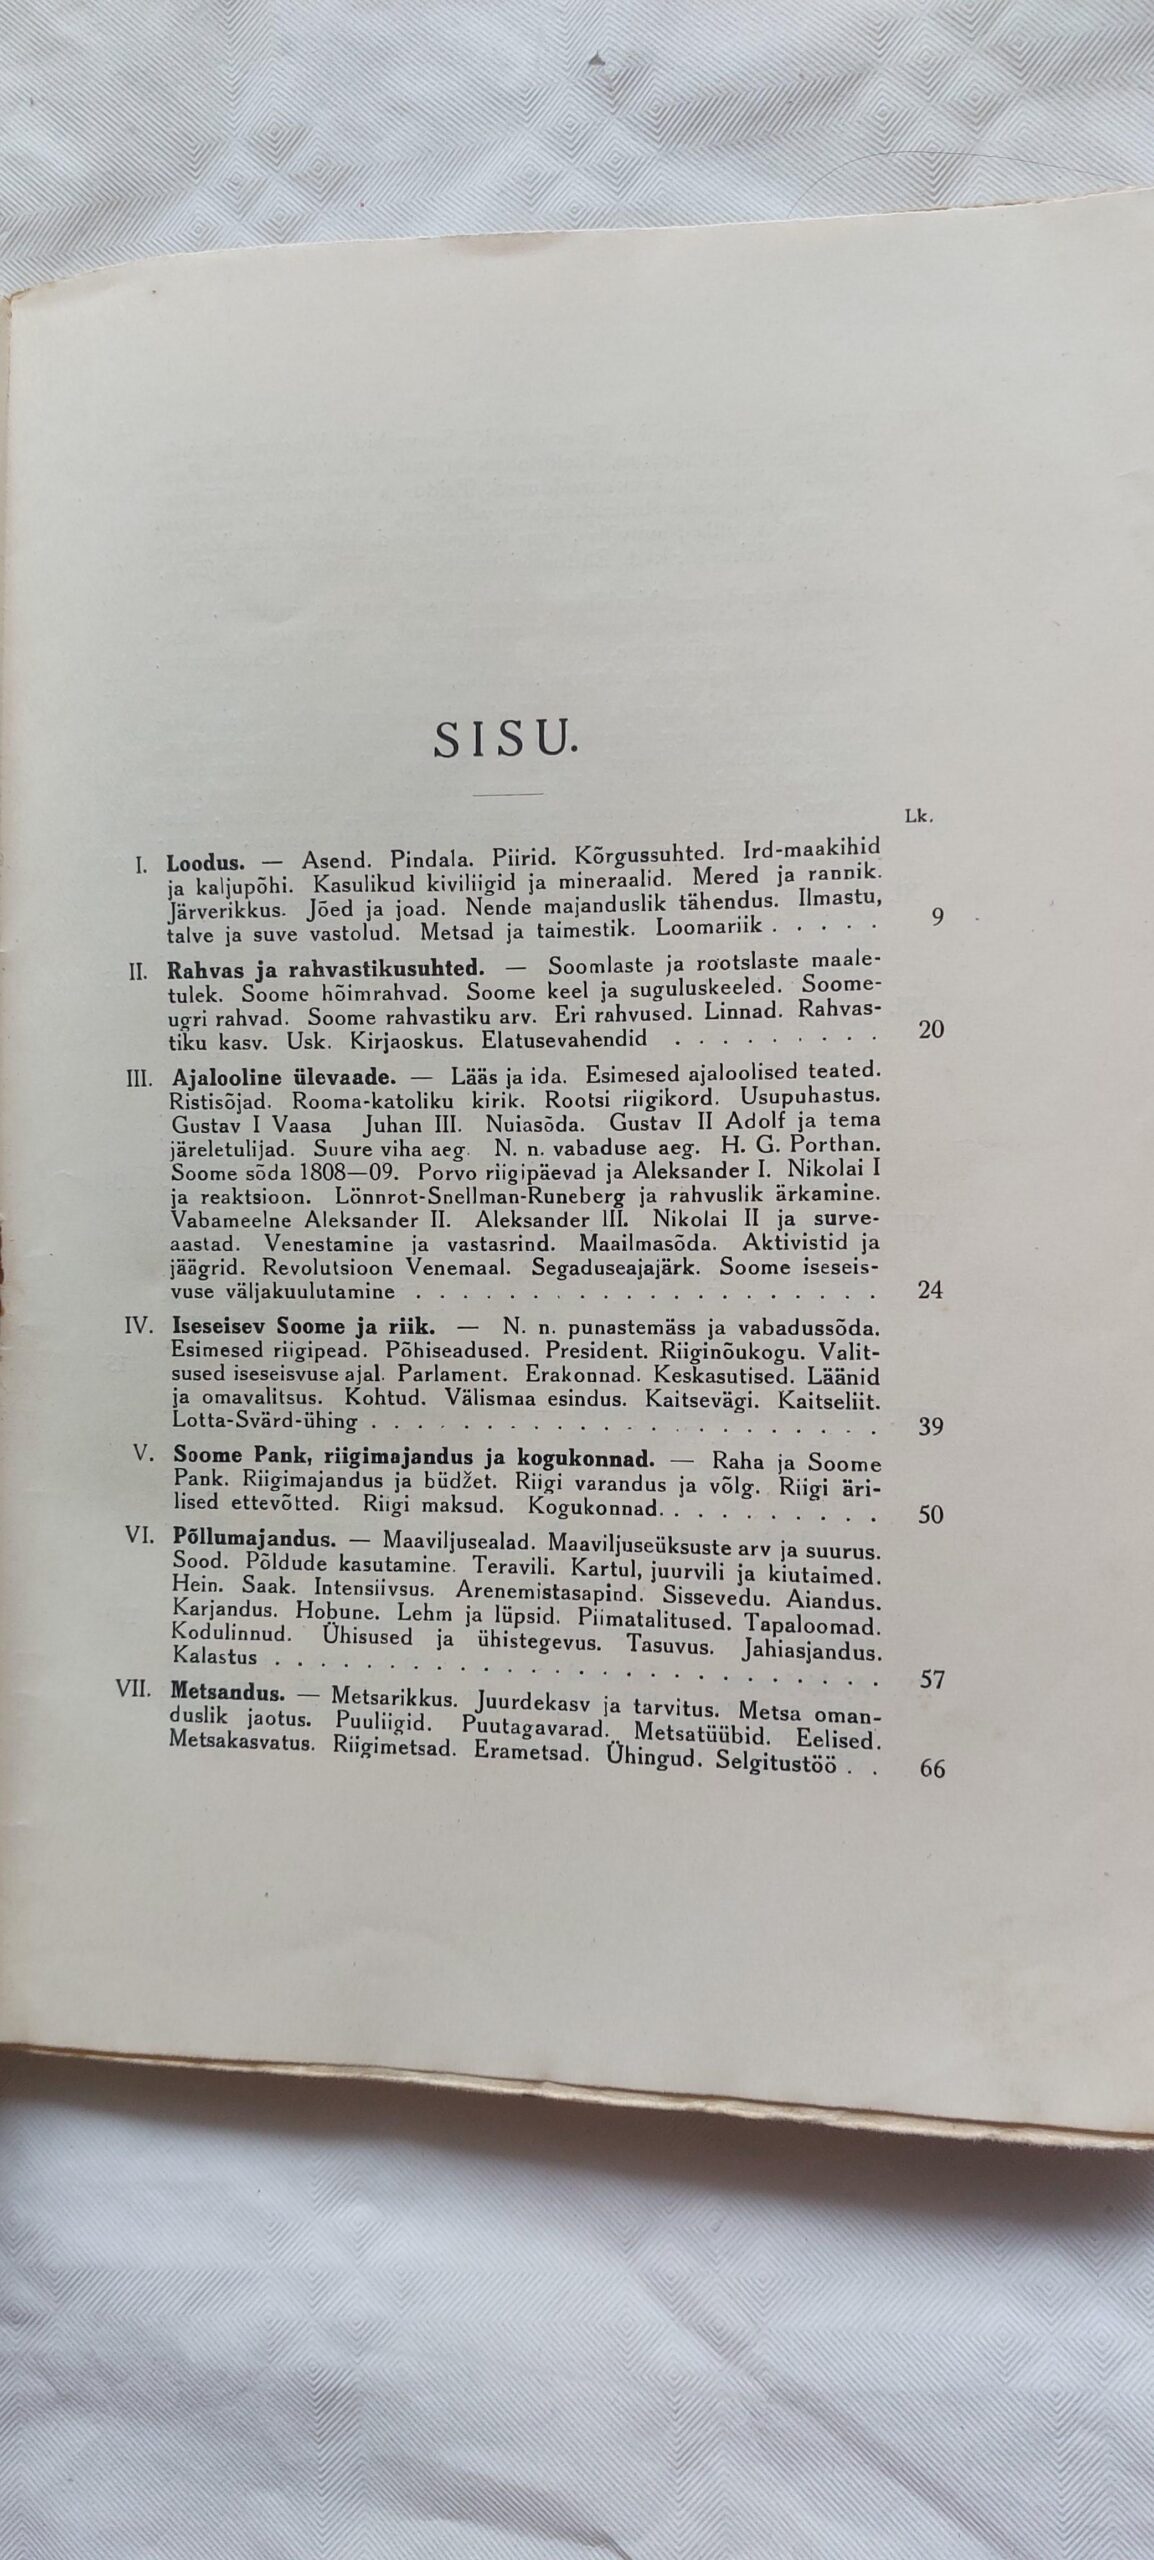 SISU.
Lk.
I. Loodus. — Asend. Pindala. Piirid. Kõrgussuhted. Ird-maakihid
ja kaljupõhi. Kasulikud kiviliigid ja mineraalid. Mered ja rannik.
Järverikkus. Jõed ja joad. Nende majanduslik tähendus. Ilmastu,
talve ja suve vastolud. Metsad ja taimestik. Loomariik . . . . . 9
II. Rahvas ja rahvastikusuhted. — Soomlaste ja rootslaste maale-
tulek. Soome hõimrahvad. Soome keel ja suguluskeeled. Soome-
ugri rahvad. Soome rahvastiku arv. Eri rahvused. Linnad. Rahvas-
tiku kasv. Usk. Kirjaoskus. Elatusevahendid . . . . . . . . . 20
III. Ajalooline ülevaade. — Lääs ja ida. Esimesed ajaloolised teated.
Ristisõjad. Rooma-katoliku kirik. Rootsi riigikord. Usupuhastus.
Gustav I Vaasa Juhan III. Nuiasõda. Gustav II Adolf ja tema
järeletulijad. Suure viha aeg. N. n. vabaduse aeg. H. G. Porthan.
Soome sõda 1808—09. Porvo riigipäevad ja Aleksander I. Nikolai I
ja reaktsioon. Lönnrot-Snellman-Runeberg ja rahvuslik ärkamine.
Vabameelne Aleksander II. Aleksander III. Nikolai II ja surve-
aastad. Venestamine ja vastasrind. Maailmasõda. Aktivistid ja
jäägrid. Revolutsioon Venemaal. Segaduseajajärk. Soome iseseis-
vuse väljakuulutamine . . . . . . . . . . . . . . . . . . . 24
IV. Iseseisev Soome ja riik. — N. n. punastemäss ja vabadussõda.
Esimesed riigipead. Põhiseadused. President. Riiginõukogu. Valit-
sused iseseisvuse ajal. Parlament. Erakonnad. Keskasutised. Läänid
ja omavalitsus. Kohtud. Välismaa esindus. Kaitsevägi. Kaitseliit.
Lotta-Svärd-ühing . . . . . . . . . . . . . . . . . . . . . . 39
V. Soome Pank, riigimajandus ja kogukonnad. — Raha ja Soome
Pank. Riigimajandus ja büdžet. Riigi varandus ja võlg. Riigi äri-
lised ettevõtted. Riigi maksud. Kogukonnad. . . . . . . . . . 50
VI. Põllumajandus. — Maaviljusealad. Maaviljuseüksuste arv ja suurus.
Sood. Põldude kasutamine. Teravili. Kartul, juurvili ja kiutaimed.
Hein. Saak. Intensiivsus. Arenemistasapind. Sissevedu. Aiandus.
Karjandus. Hobune. Lehm ja lüpsid. Piimatalitused. Tapaloomad.
Kodulinnud. Ühisused ja ühistegevus. Tasuvus. Jahiasjandus.
Kalastus . . . . . . . . . . . . . . . . . . . . . . . . . 57
VII. Metsandus. — Metsarikkus. Juurdekasv ja tarvitus. Metsa oman-
duslik jaotus. Puuliigid. Puutagavarad. Metsatüübid. Eelised.
Metsakasvatus. Riigimetsad. Erametsad. Ühingud. Selgitustöö . . 66